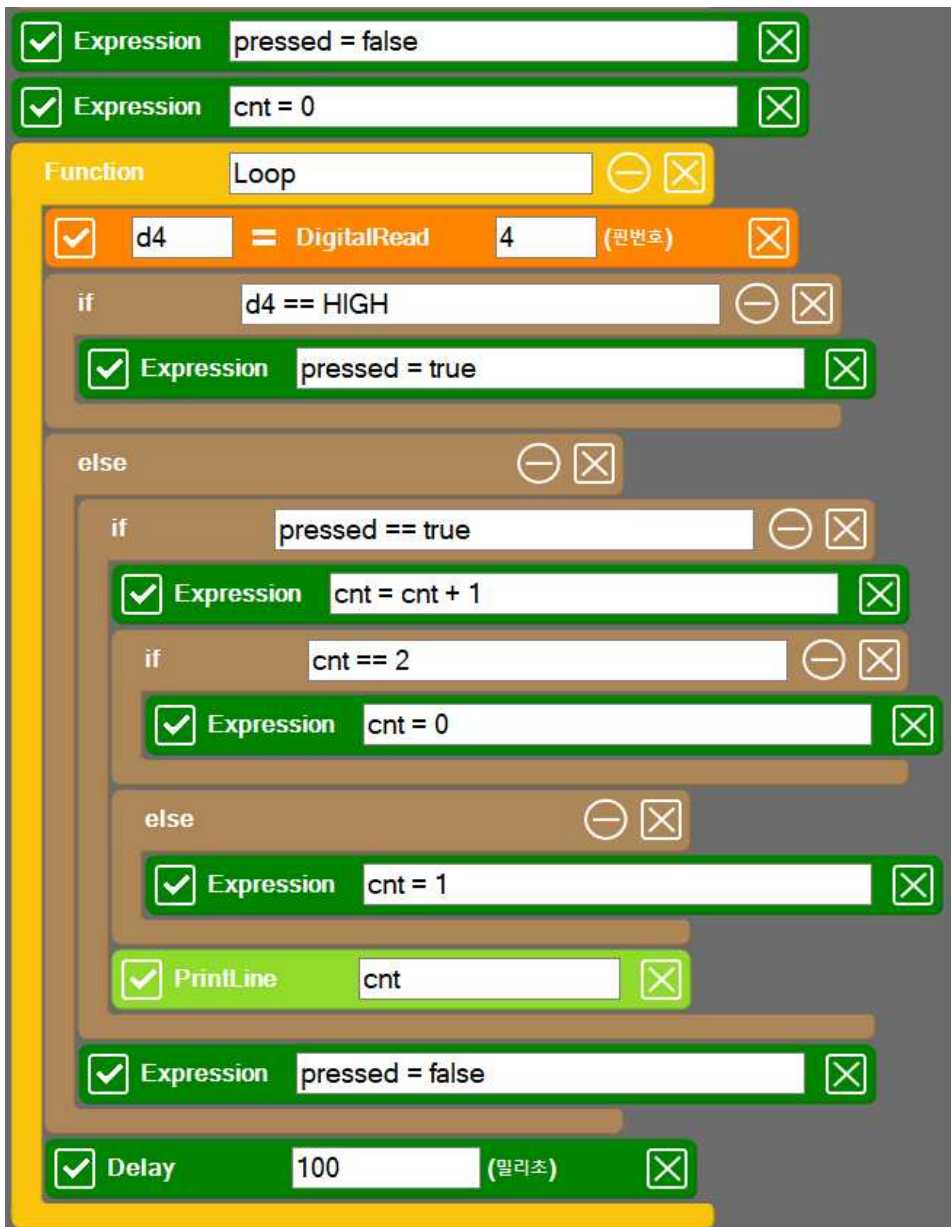 Expression pressed = false
Expression cnt = 0
Function Loop
d4 = DigitalRead 4 (핀번호)
if d4 == HIGH
Expression pressed = true
else
if pressed == true
Expression cnt = cnt + 1
if cnt == 2
Expression cnt = 0
else
Expression cnt = 1
PrintLine cnt
Expression pressed = false
Delay 100 (밀리초)